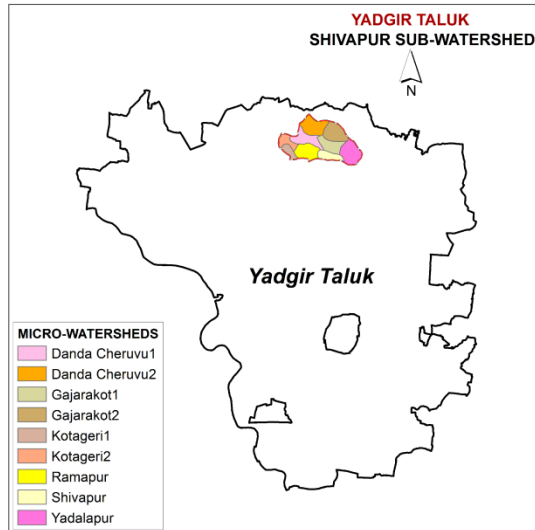 YADGIR TALUK
SHIVAPUR SUB-WATERSHED
N
Yadgir Taluk
MICRO-WATERSHEDS
Danda Cheruvu1
Danda Cheruvu2
Gajarakot1
Gajarakot2
Kotageri1
Kotageri2
Ramapur
Shivapur
Yadalapur